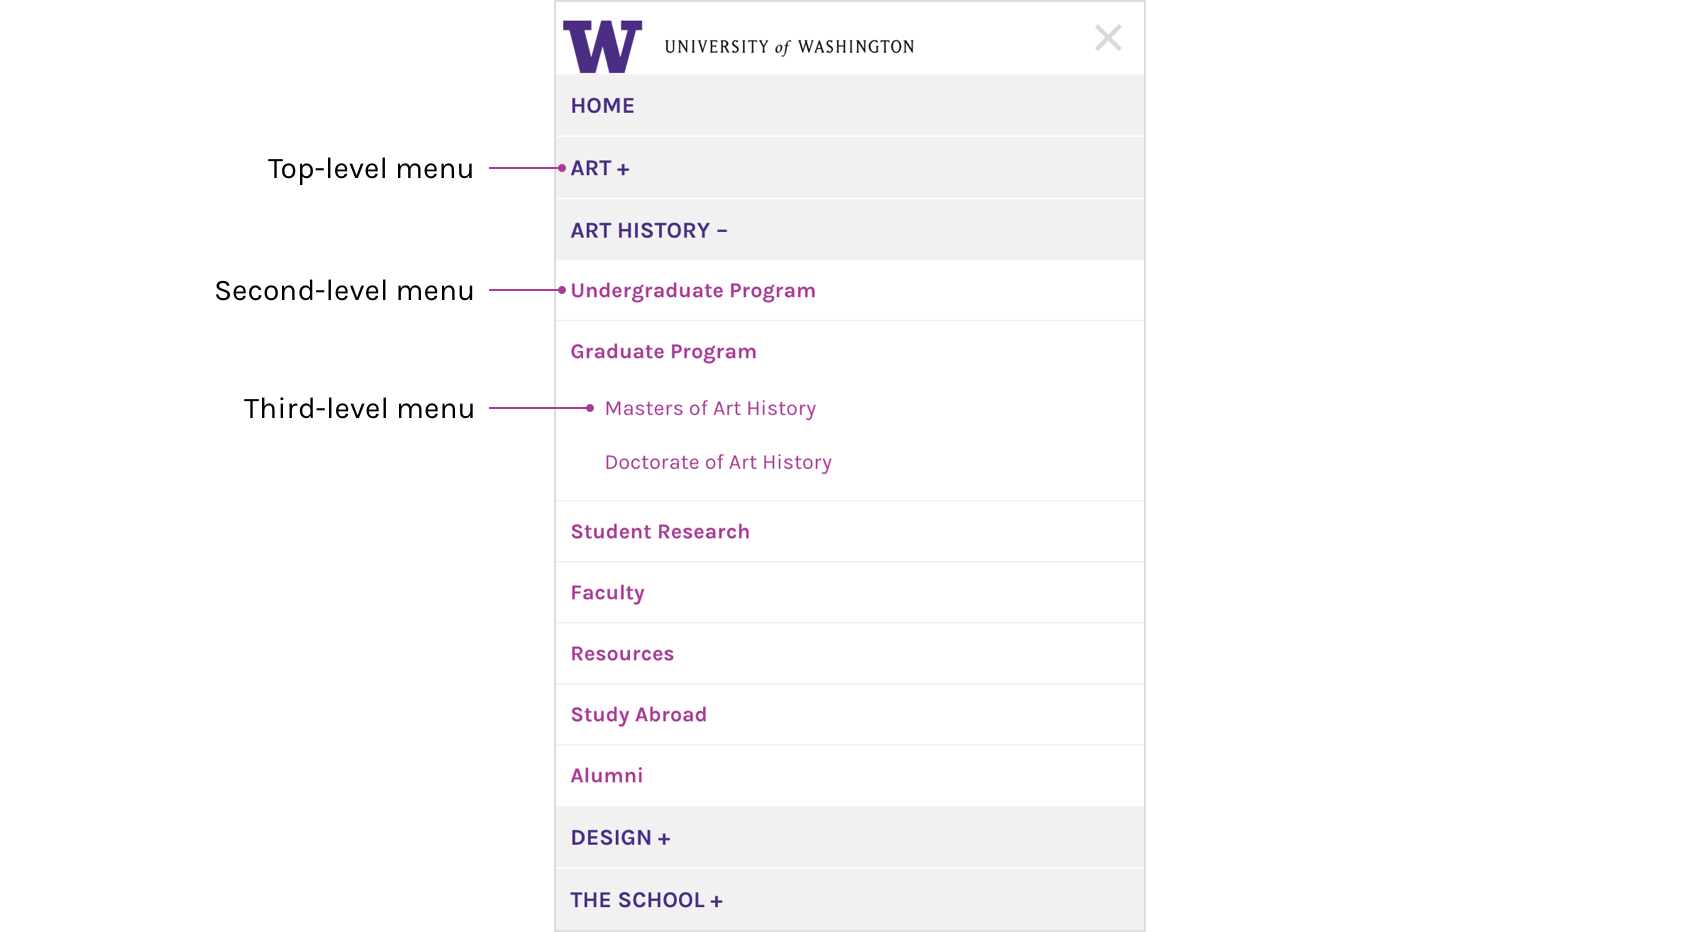 W UNIVERSITY of WASHINGTON
HOME
Top-level menu
ART +
ART HISTORY –
Second-level menu
Undergraduate Program
Graduate Program
Third-level menu
Masters of Art History
Doctorate of Art History
Student Research
Faculty
Resources
Study Abroad
Alumni
DESIGN +
THE SCHOOL +